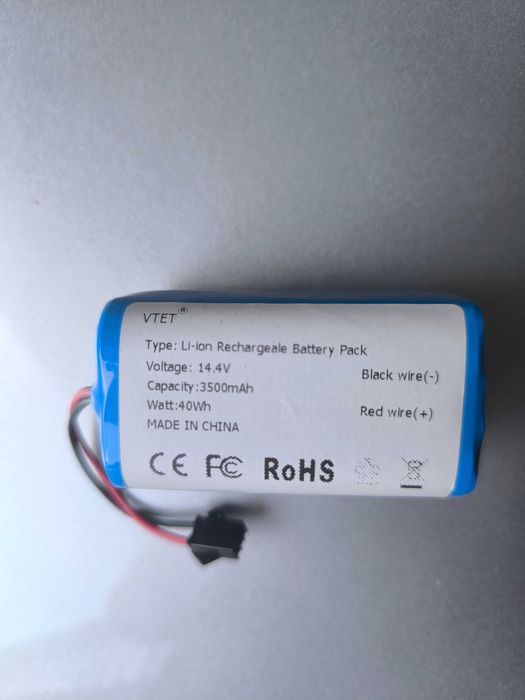 VTET®
Type: Li-ion Rechargeale Battery Pack
Voltage: 14.4V
Capacity:3500mAh
Watt:40Wh
MADE IN CHINA
Black wire(-)
Red wire(+)
CE FC RoHS